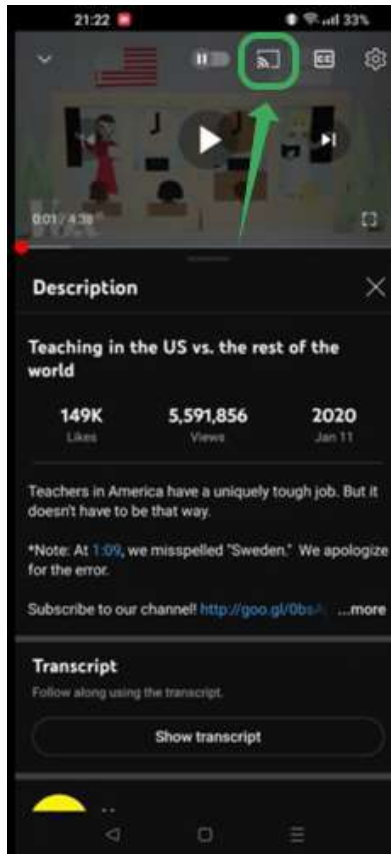 21:22
33%
CC
0:01 / 4:38
Description
Teaching in the US vs. the rest of the
world
149K 5,591,856 2020
Likes Views Jan 11
Teachers in America have a uniquely tough job. But it
doesn't have to be that way.
*Note: At 1:09, we misspelled "Sweden." We apologize
for the error.
Subscribe to our channel! http://goo.gl/0bsA ...more
Transcript
Follow along using the transcript.
Show transcript